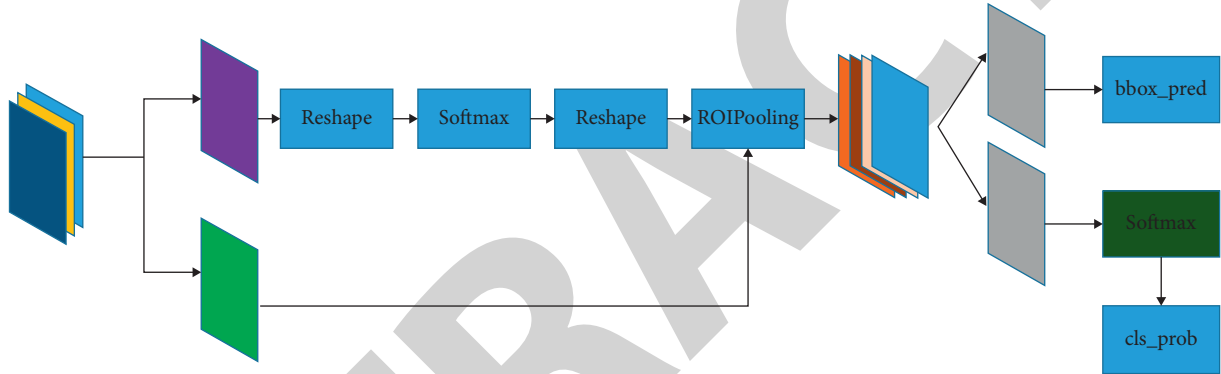 Reshape
Softmax
Reshape
ROIPooling
bbox_pred
Softmax
cls_prob